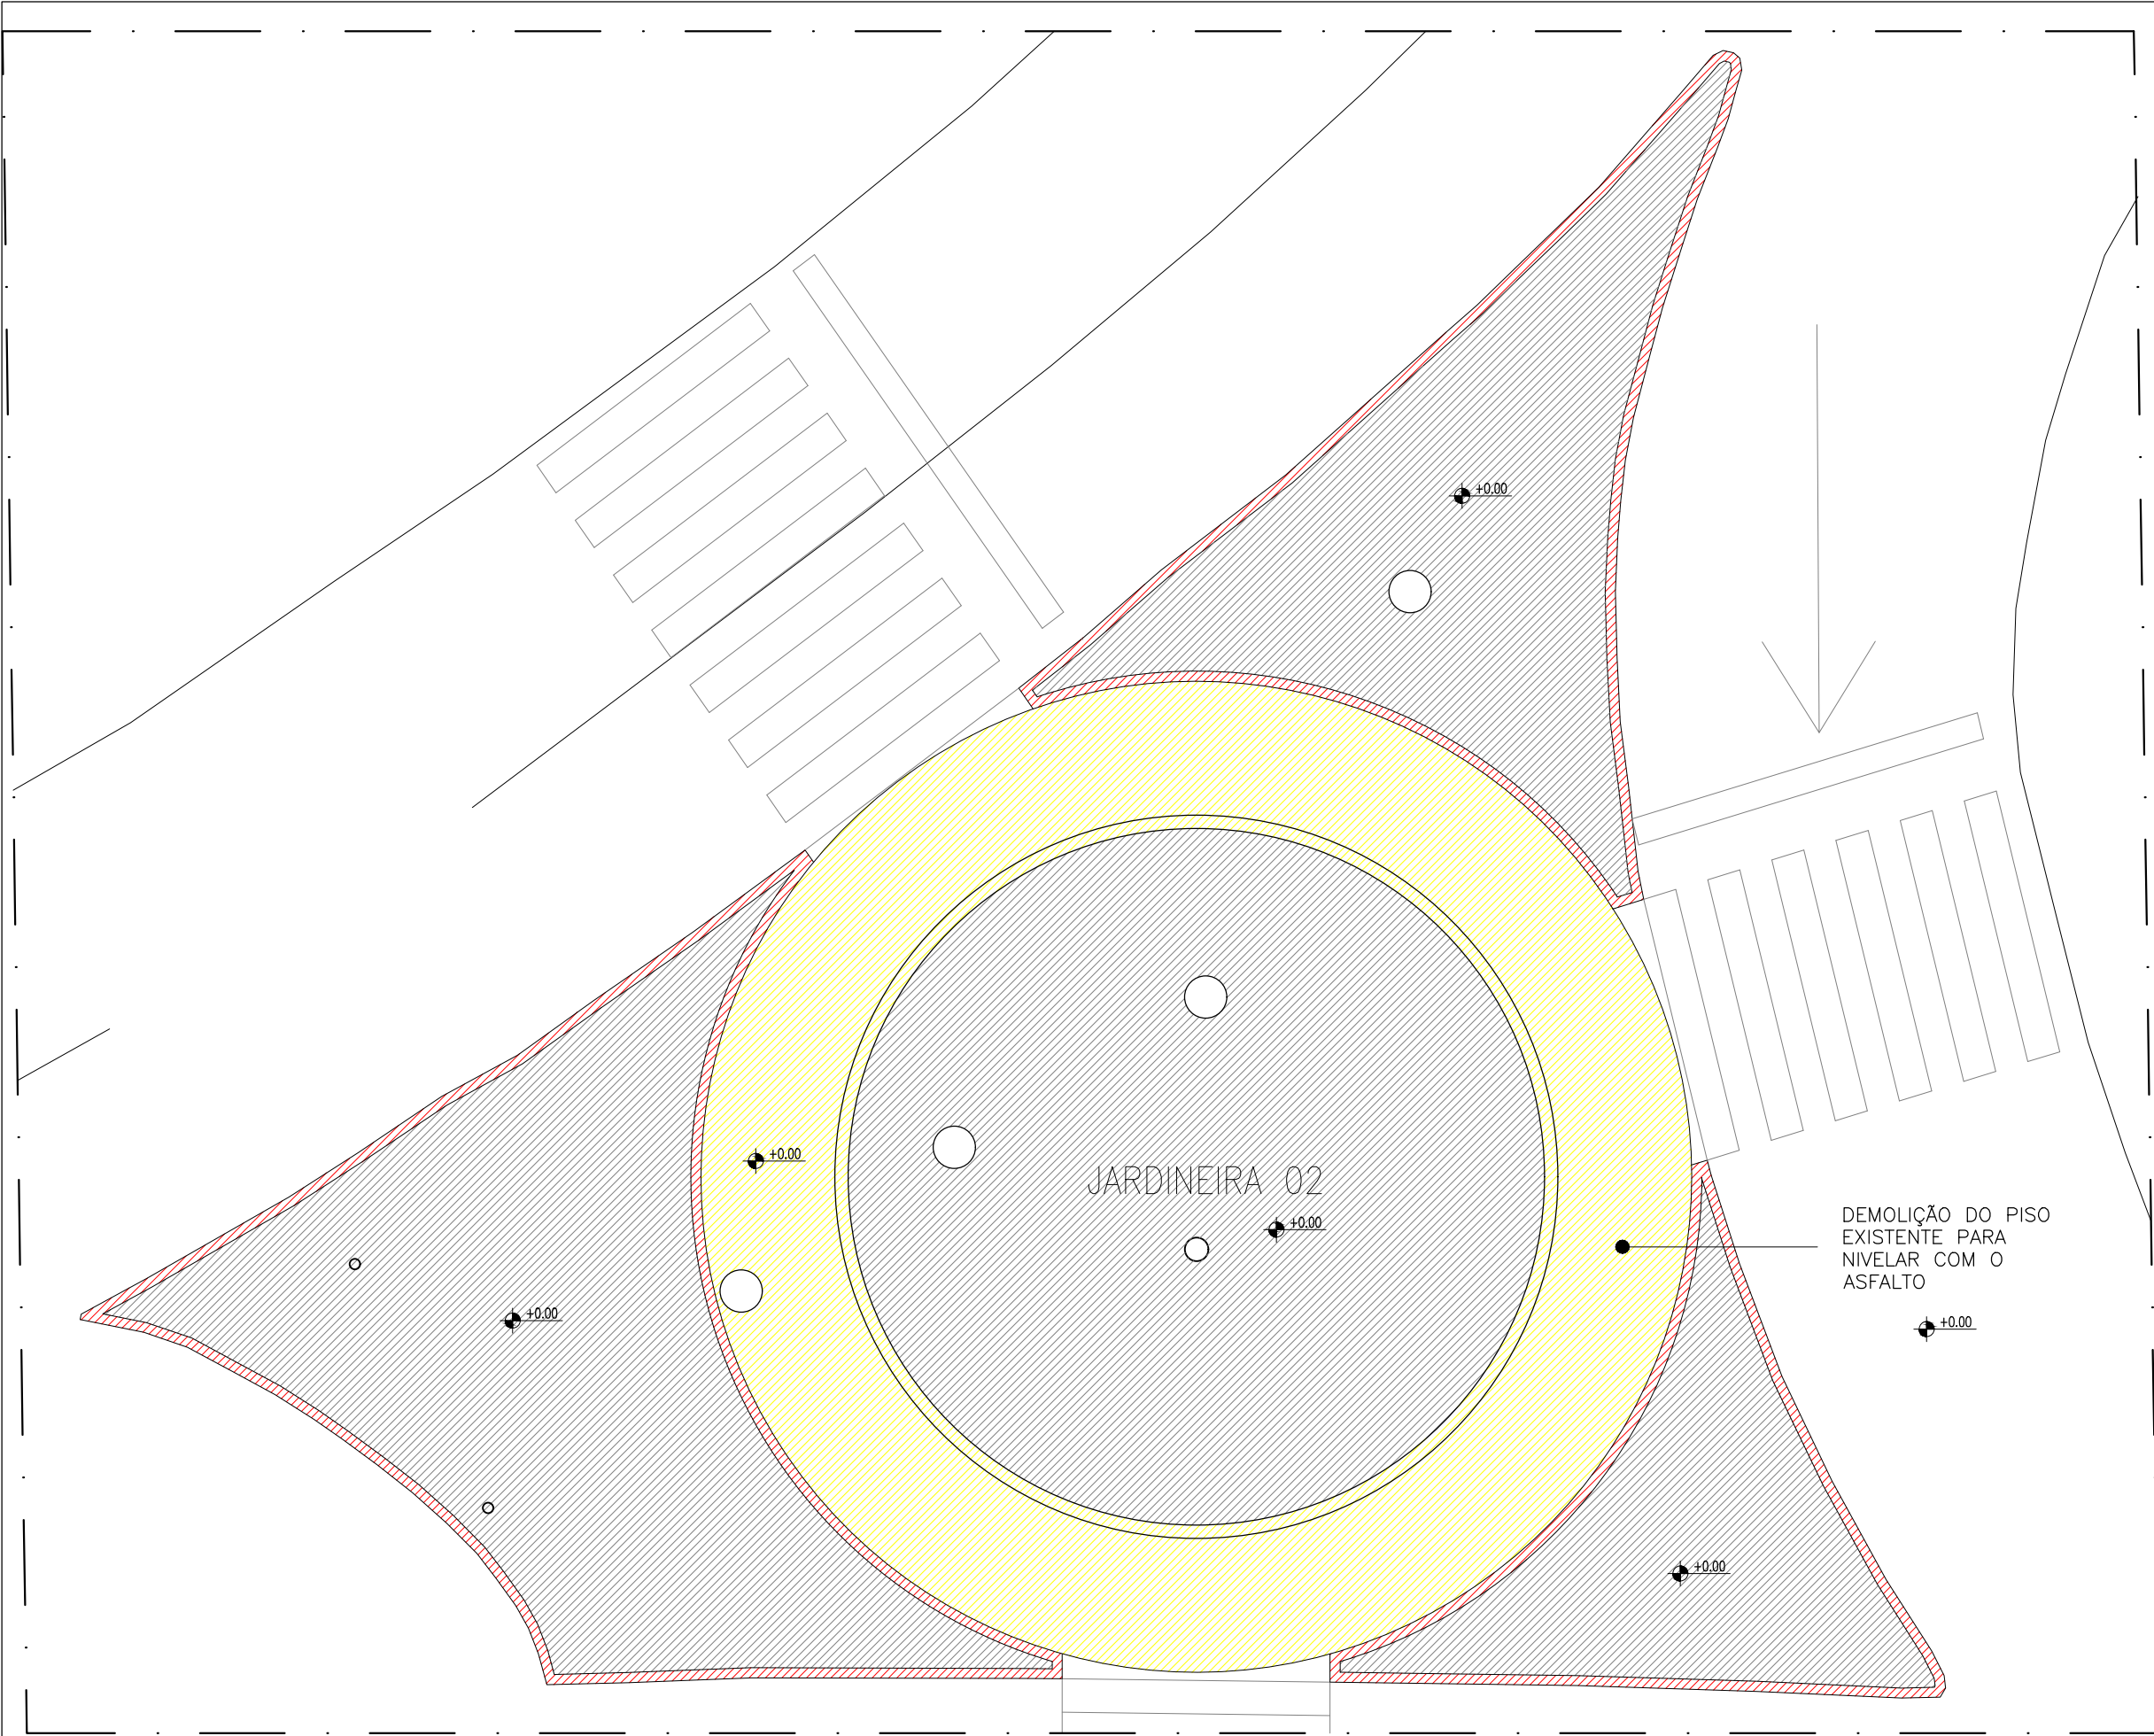 +0.00
+0.00
JARDINEIRA 02
+0.00
DEMOLIÇÃO DO PISO
EXISTENTE PARA
NIVELAR COM O
ASFALTO
+0.00
+0.00
+0.00